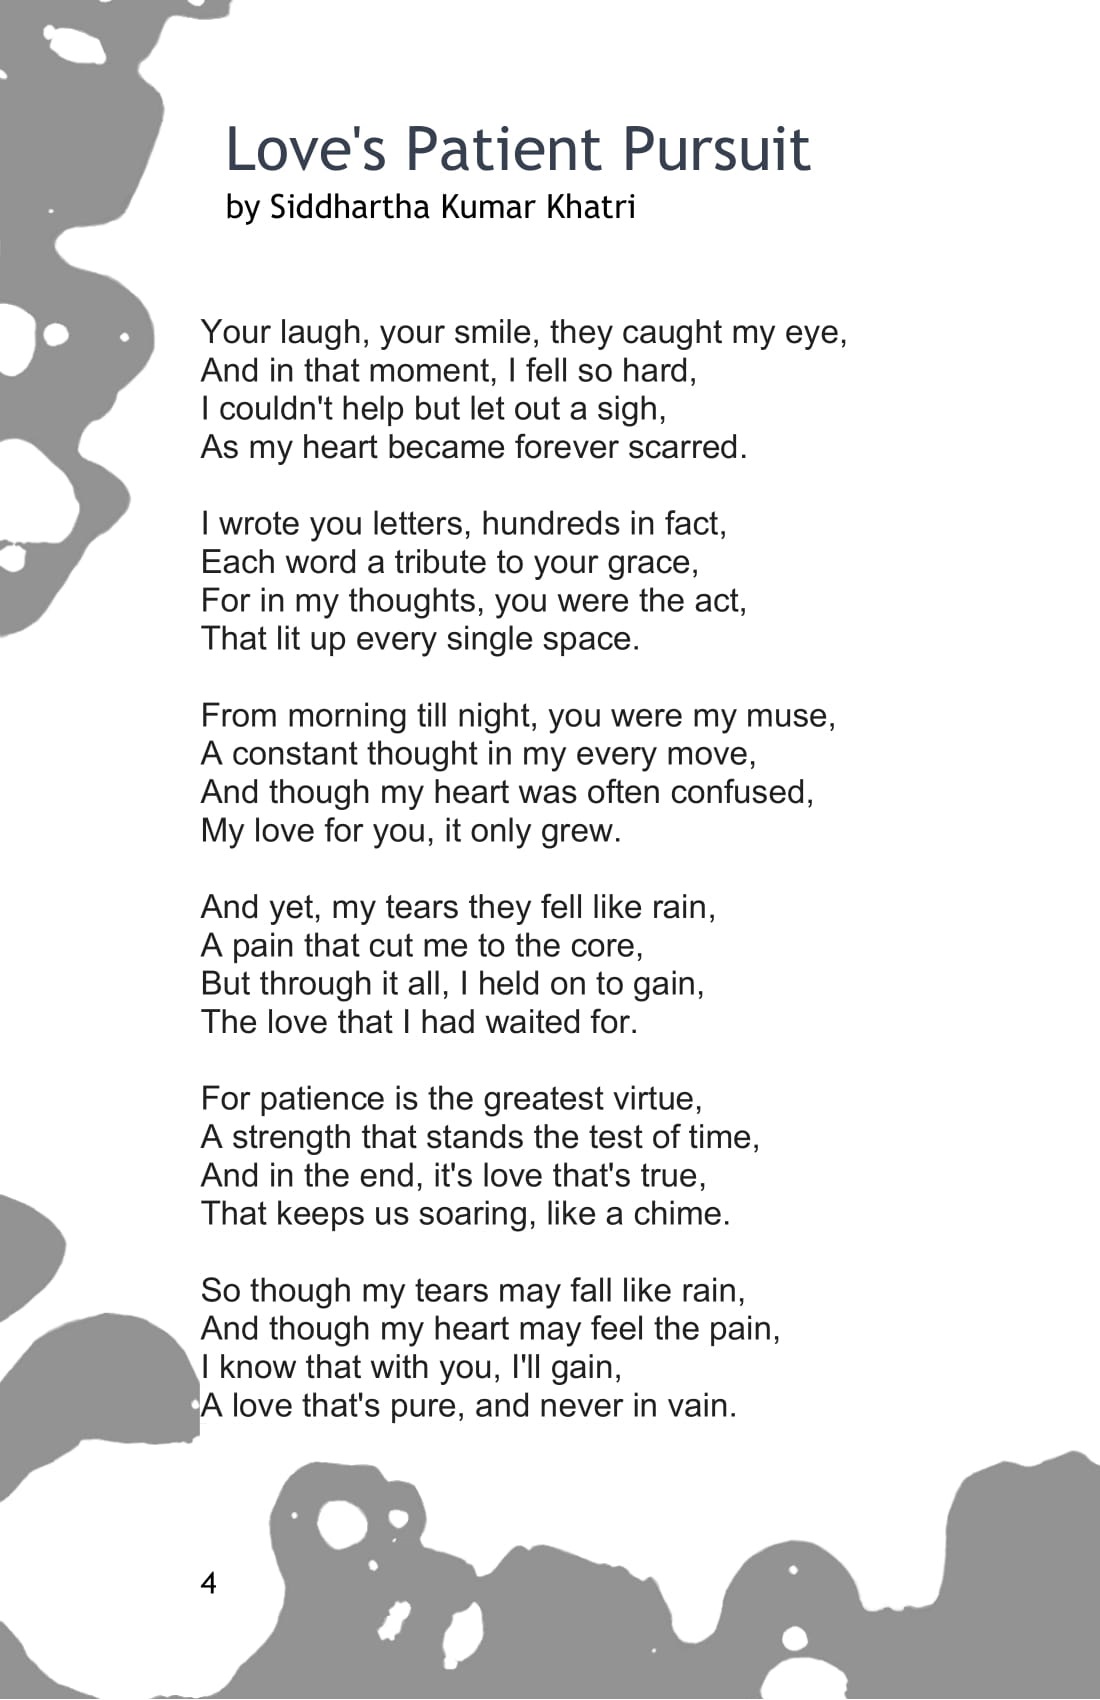 Love's Patient Pursuit
by Siddhartha Kumar Khatri
Your laugh, your smile, they caught my eye,
And in that moment, I fell so hard,
I couldn't help but let out a sigh,
As my heart became forever scarred.
I wrote you letters, hundreds in fact,
Each word a tribute to your grace,
For in my thoughts, you were the act,
That lit up every single space.
From morning till night, you were my muse,
A constant thought in my every move,
And though my heart was often confused,
My love for you, it only grew.
And yet, my tears they fell like rain,
A pain that cut me to the core,
But through it all, I held on to gain,
The love that I had waited for.
For patience is the greatest virtue,
A strength that stands the test of time,
And in the end, it's love that's true,
That keeps us soaring, like a chime.
So though my tears may fall like rain,
And though my heart may feel the pain,
I know that with you, I'll gain,
A love that's pure, and never in vain.
4